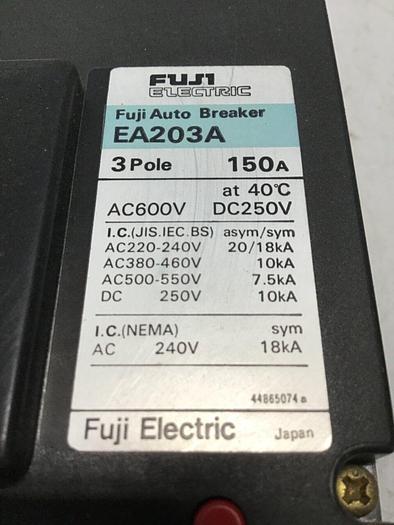 FUJI
ELECTRIC
Fuji Auto Breaker
EA203A
3 Pole 150A
at 40℃
AC600V DC250V
I.C.(JIS.IEC.BS) asym/sym
AC220-240V 20/18kA
AC380-460V 10kA
AC500-550V 7.5kA
DC 250V 10kA
I.C.(NEMA) sym
AC 240V 18kA
44865074a
Fuji Electric Japan